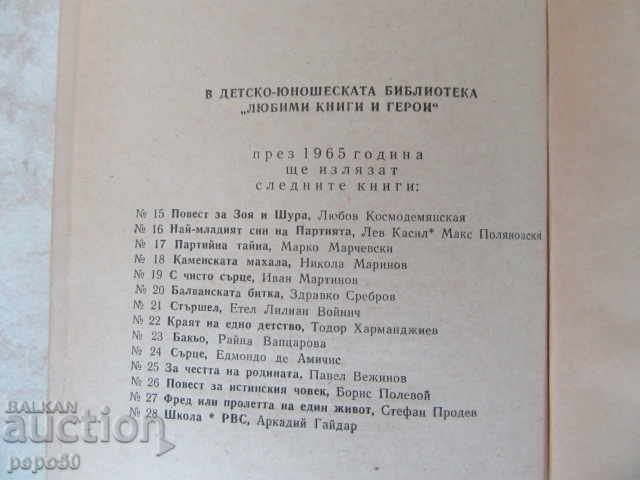 В ДЕТСКО-ЮНОШЕСКАТА БИБЛИОТЕКА
„ЛЮБИМИ КНИГИ И ГЕРОИ“
през 1965 година
ще излязат
следните книги:
№ 15 Повест за Зоя и Шура, Любов Космодемянская
№ 16 Най-младият син на Партията, Лев Касил* Макс Поляновски
№ 17 Партийна тайна, Марко Марчевски
№ 18 Каменската махала, Никола Маринов
№ 19 С чисто сърце, Иван Мартинов
№ 20 Балванската битка, Здравко Сребров
№ 21 Стършел, Етел Лилиан Войнич
№ 22 Краят на едно детство, Тодор Харманджиев
№ 23 Бакьо, Райна Вапцарова
№ 24 Сърце, Едмондо де Амичис
№ 25 За честта на родината, Павел Вежинов
№ 26 Повест за истинския човек, Борис Полевой
№ 27 Фред или пролетта на един живот, Стефан Продев
№ 28 Школа * РВС, Аркадий Гайдар
BALKAN
auction
papo50